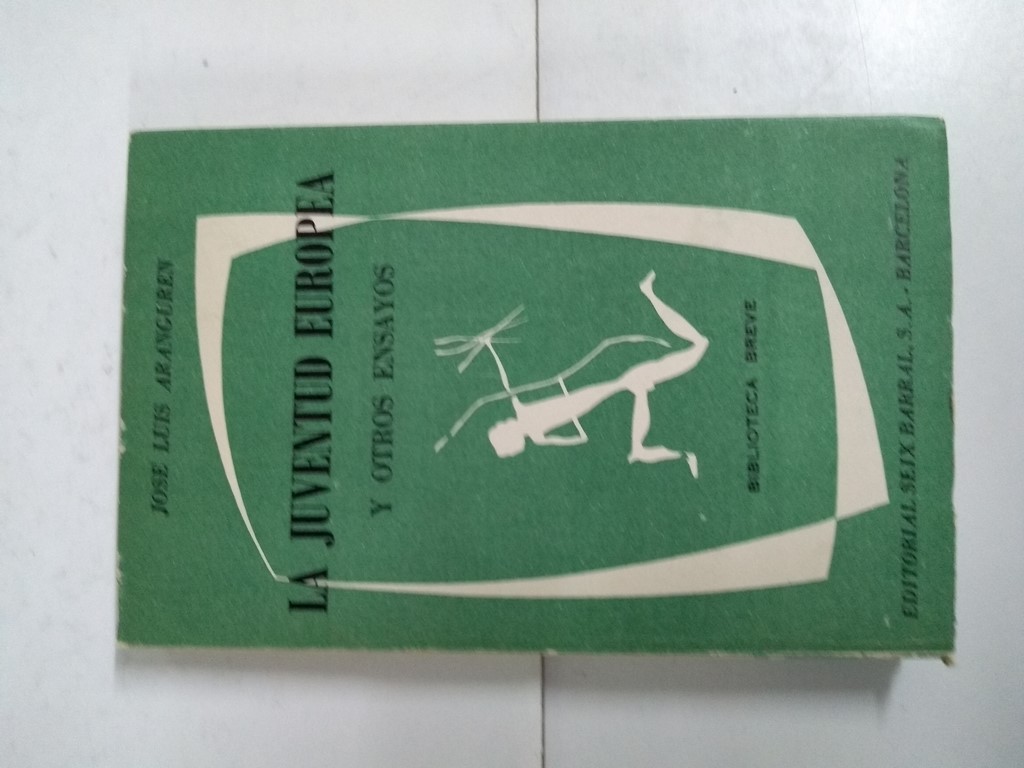 JOSE LUIS ARANGUREN
LA JUVENTUD EUROPEA
Y OTROS ENSAYOS
BIBLIOTECA BREVE
EDITORIAL SEIX BARRAL, S. A. - BARCELONA